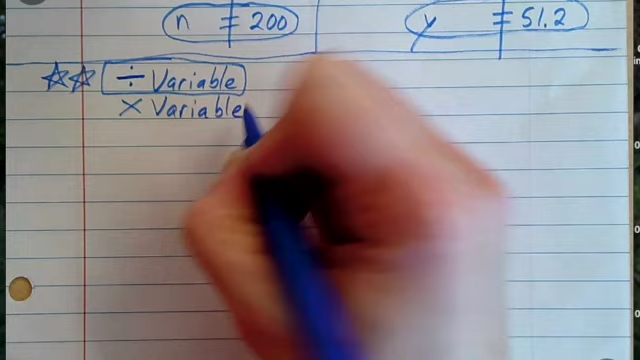 n = 200
y = 51.2
÷ Variable
× Variable